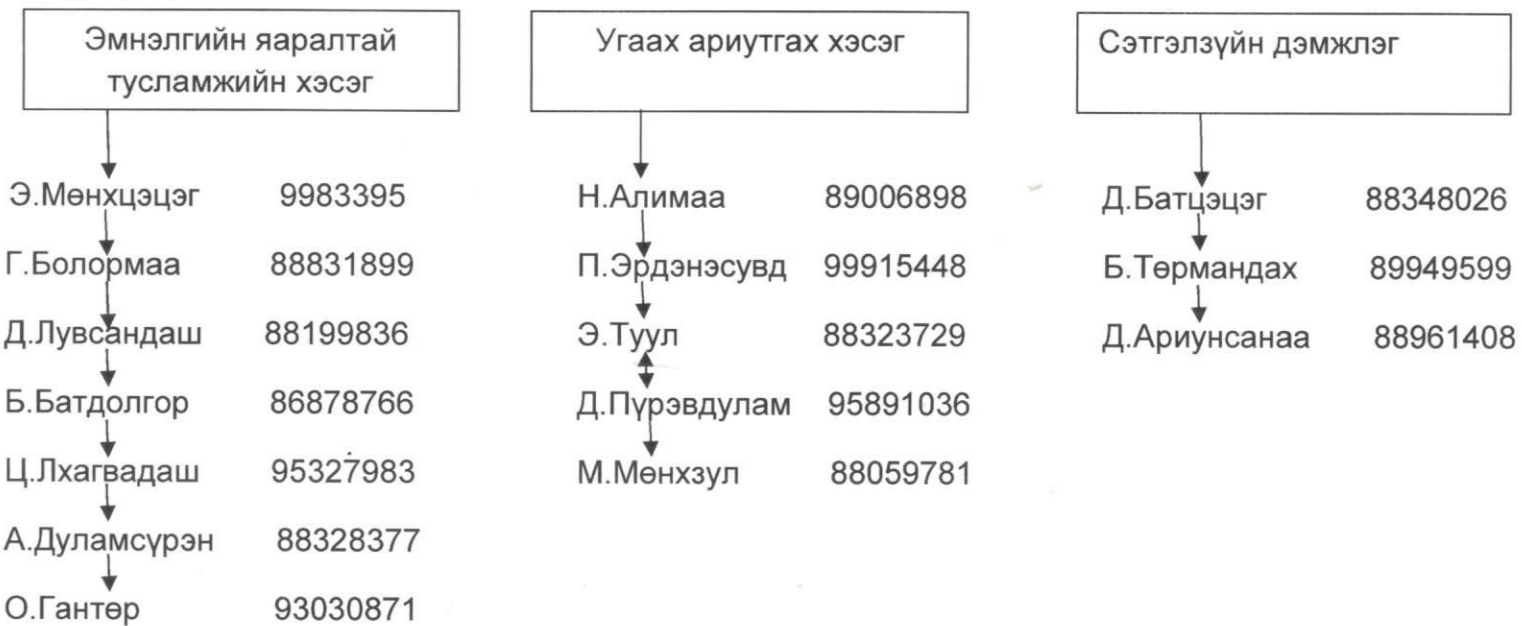 Эмнэлгийн яаралтай
тусламжийн хэсэг
Э.Мөнхцэцэг 9983395
Г.Болормаа 88831899
Д.Лувсандаш 88199836
Б.Батдолгор 86878766
Ц.Лхагвадаш 95327983
А.Дуламсүрэн 88328377
О.Гантөр 93030871
Угаах ариутгах хэсэг
Н.Алимаа 89006898
П.Эрдэнэсувд 99915448
Э.Туул 88323729
Д.Пүрэвдулам 95891036
М.Мөнхзул 88059781
Сэтгэлзүйн дэмжлэг
Д.Батцэцэг 88348026
Б.Төрмандах 89949599
Д.Ариунсанаа 88961408